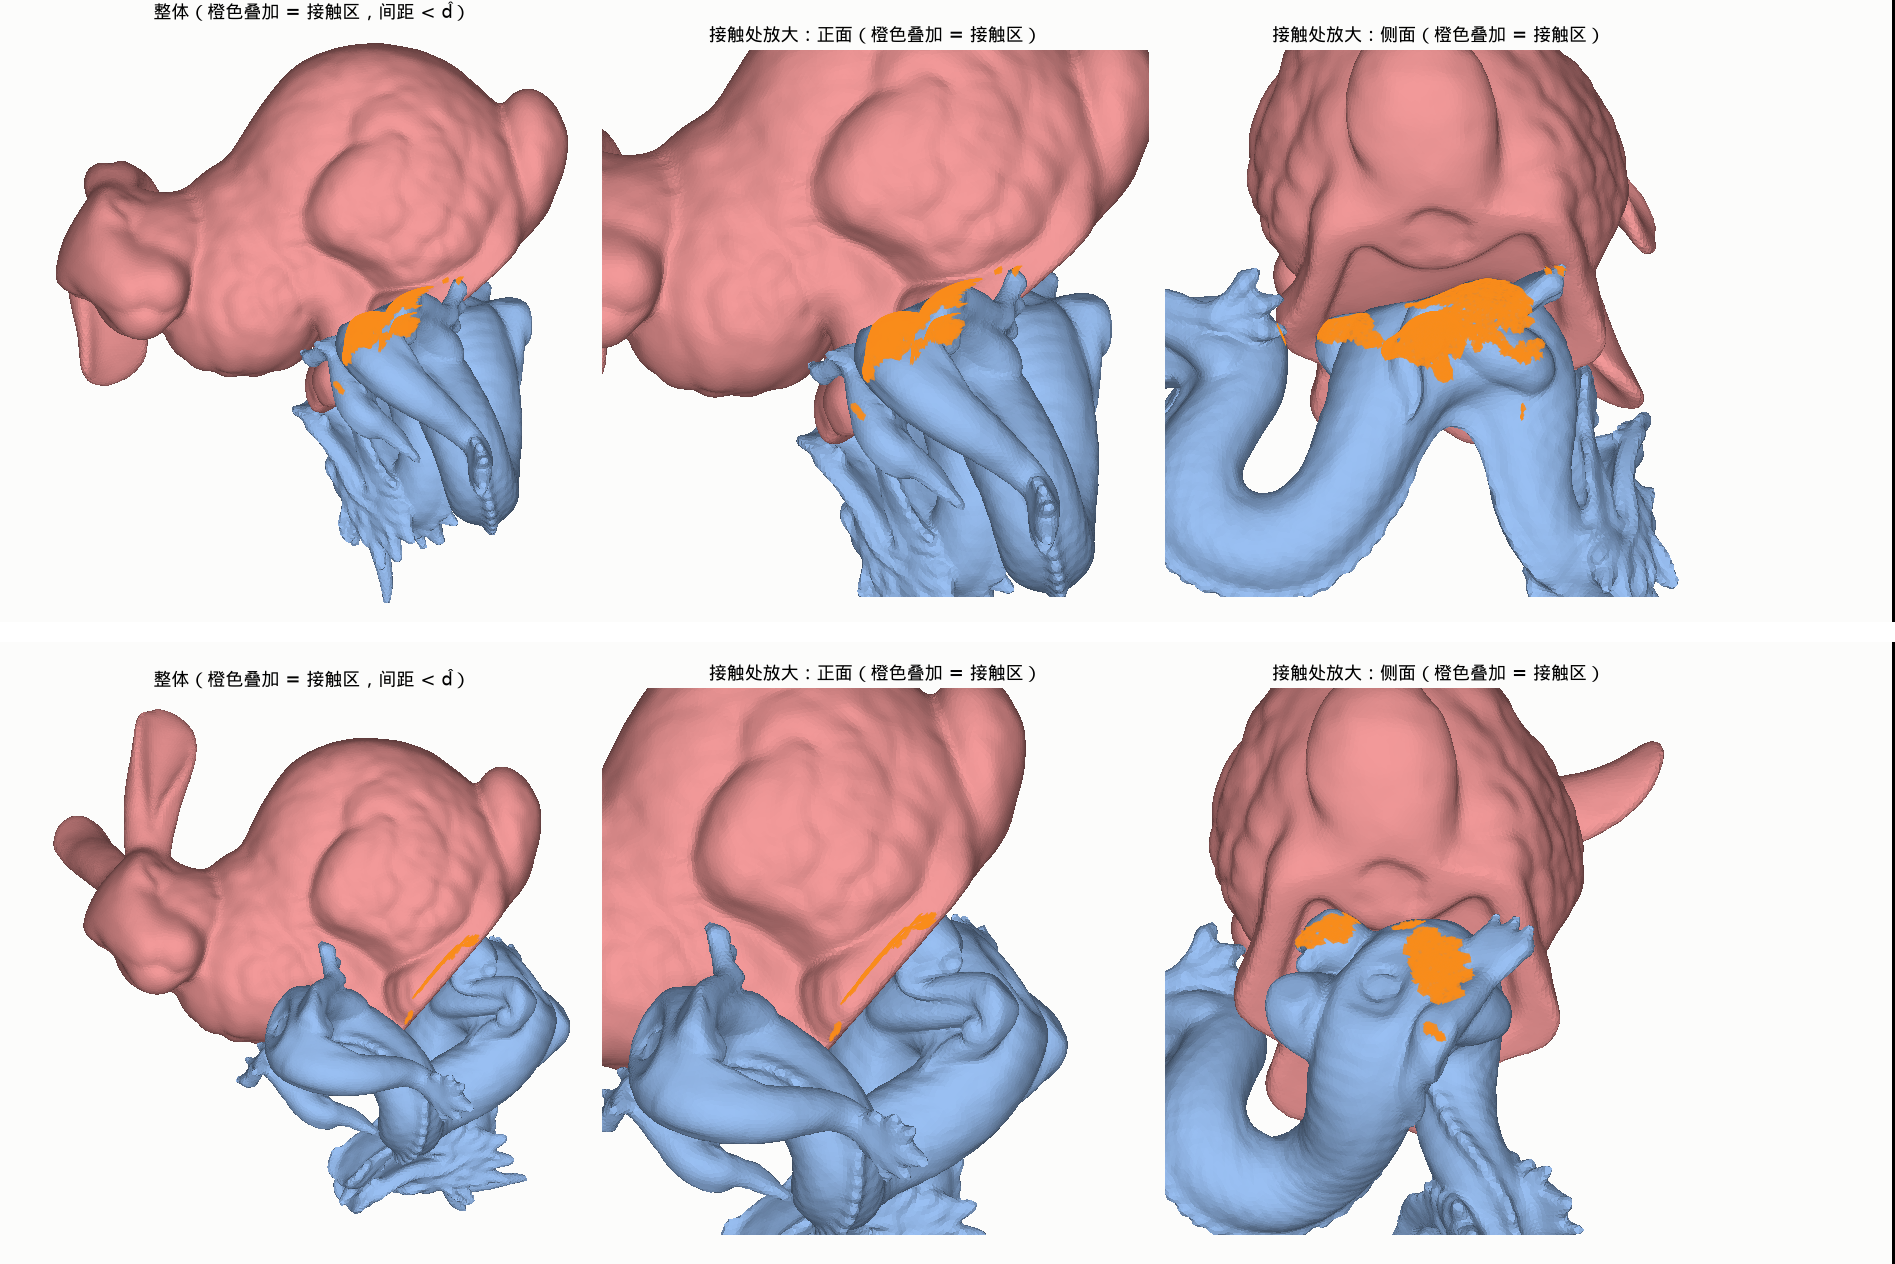 整体（橙色叠加 = 接触区，间距 < d̂）
接触处放大：正面（橙色叠加 = 接触区）
接触处放大：侧面（橙色叠加 = 接触区）
整体（橙色叠加 = 接触区，间距 < d̂）
接触处放大：正面（橙色叠加 = 接触区）
接触处放大：侧面（橙色叠加 = 接触区）